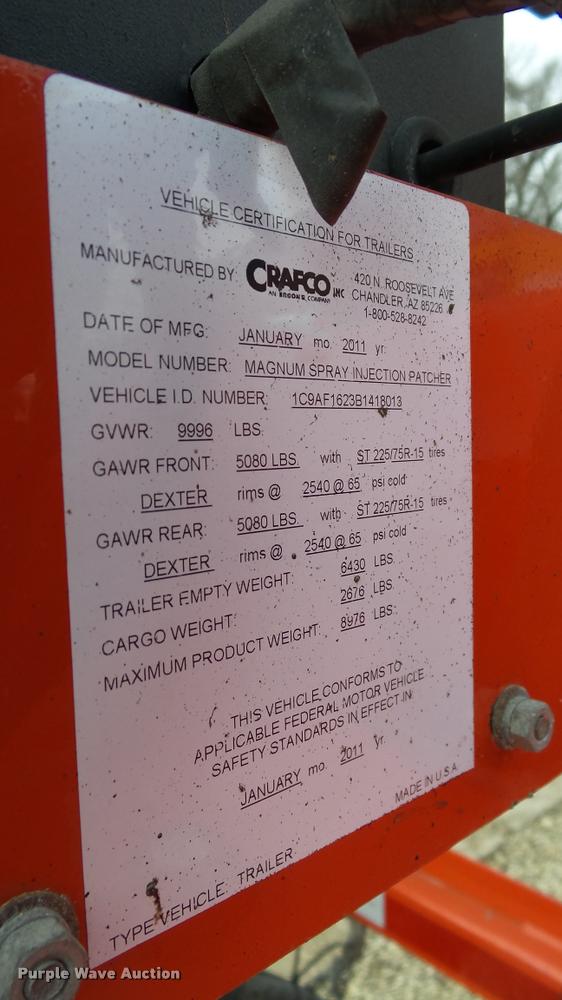 VEHICLE CERTIFICATION FOR TRAILERS
MANUFACTURED BY: CRAFCO INC 420 N. ROOSEVELT AVE
AN ERGON COMPANY CHANDLER, AZ 85226
1-800-528-8242
DATE OF MFG: JANUARY mo. 2011 yr.
MODEL NUMBER: MAGNUM SPRAY INJECTION PATCHER
VEHICLE I.D. NUMBER: 1C9AF1623B1418013
GVWR: 9996 LBS.
GAWR FRONT: 5080 LBS. with ST 225/75R-15 tires
DEXTER rims @ 2540 @ 65 psi cold
GAWR REAR: 5080 LBS. with ST 225/75R-15 tires
DEXTER rims @ 2540 @ 65 psi cold
TRAILER EMPTY WEIGHT: 6430 LBS.
CARGO WEIGHT: 2676 LBS.
MAXIMUM PRODUCT WEIGHT: 8976 LBS.
THIS VEHICLE CONFORMS TO
APPLICABLE FEDERAL MOTOR VEHICLE
SAFETY STANDARDS IN EFFECT IN
JANUARY mo. 2011 yr.
MADE IN U.S.A.
TYPE VEHICLE: TRAILER
Purple Wave Auction